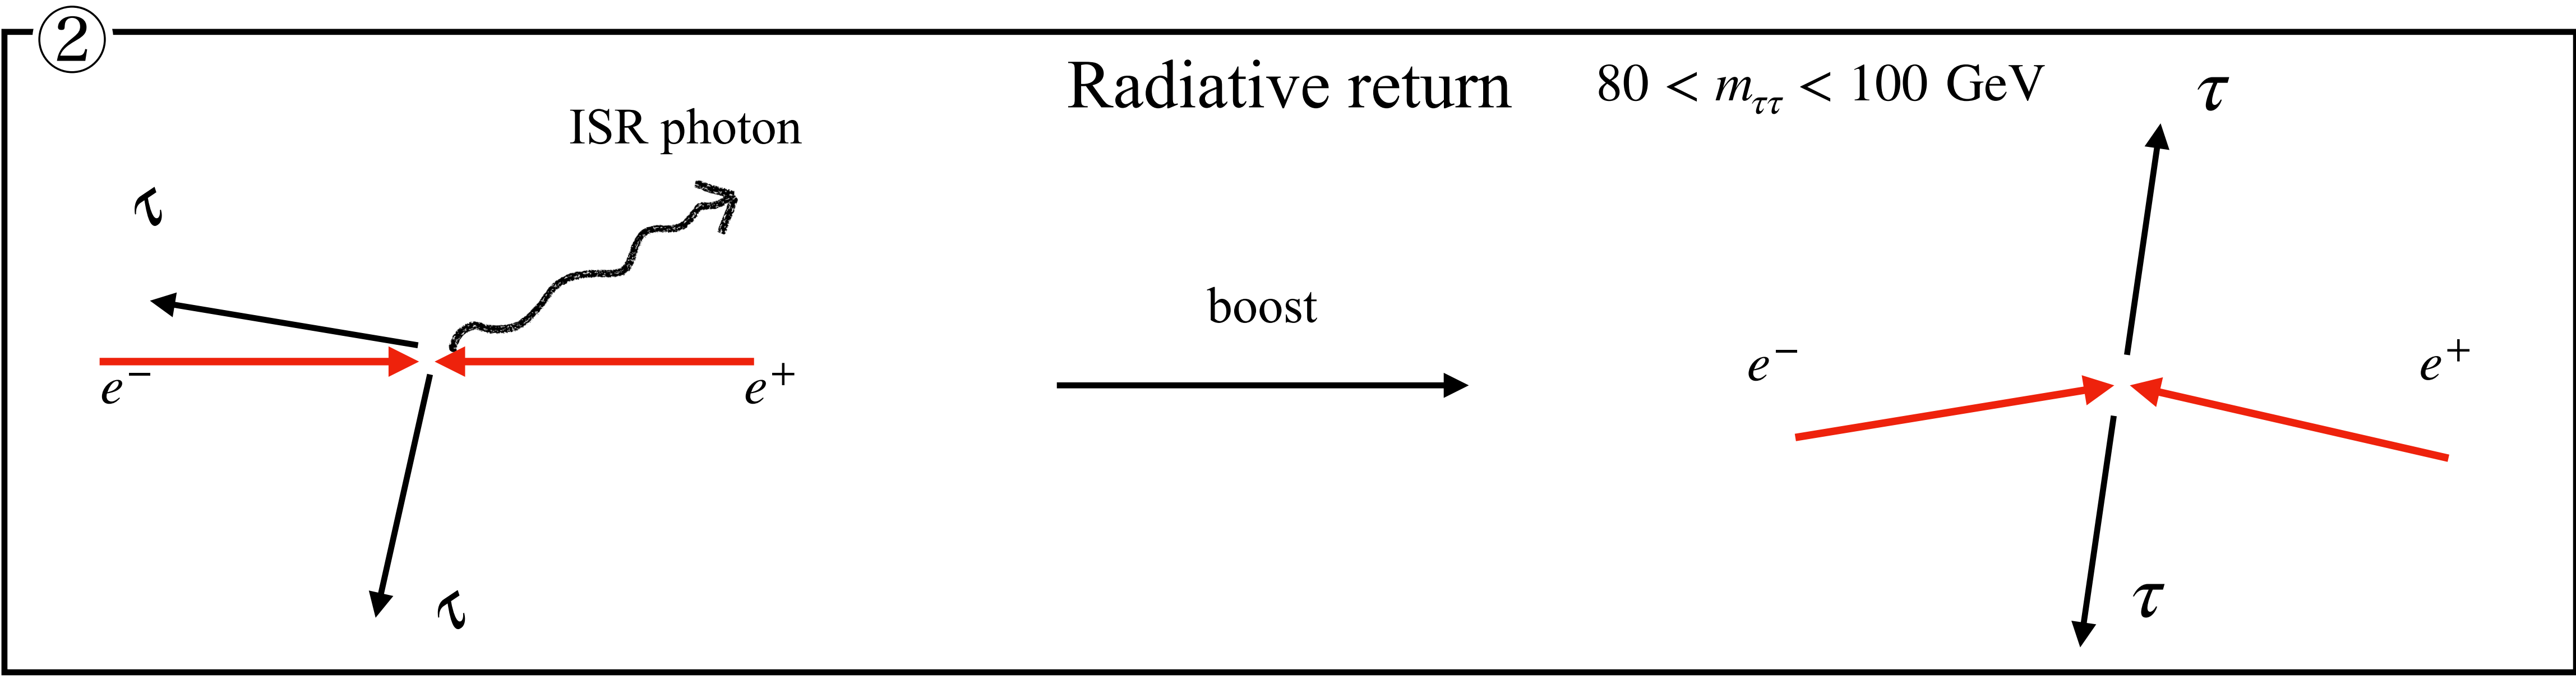 ②
Radiative return
80 < m_ττ < 100 GeV
τ
ISR photon
τ
boost
e⁻
e⁺
e⁻
e⁺
τ
τ